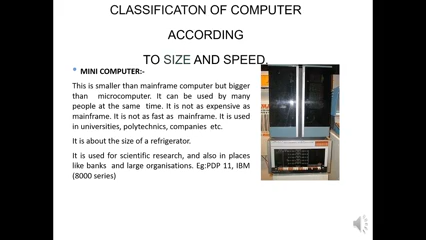 CLASSIFICATON OF COMPUTER
ACCORDING
TO SIZE AND SPEED.
• MINI COMPUTER:-
This is smaller than mainframe computer but bigger
than microcomputer. It can be used by many
people at the same time. It is not as expensive as
mainframe. It is not as fast as mainframe. It is used
in universities, polytechnics, companies etc.
It is about the size of a refrigerator.
It is used for scientific research, and also in places
like banks and large organisations. Eg:PDP 11, IBM
(8000 series)